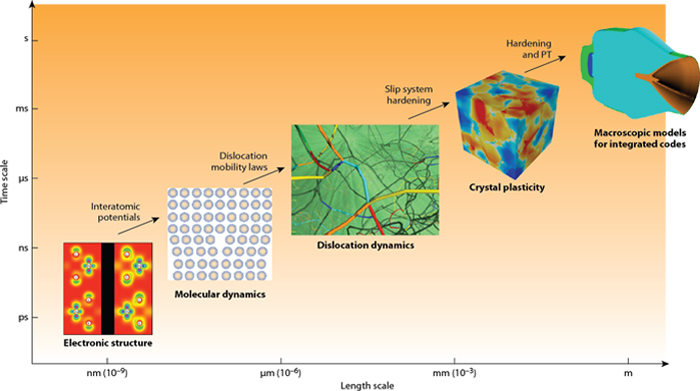 s
ms
µs
ns
ps
Time scale
Hardening
and PT
Slip system
hardening
Macroscopic models
for integrated codes
Crystal plasticity
Dislocation
mobility laws
Dislocation dynamics
Interatomic
potentials
Molecular dynamics
Electronic structure
nm (10⁻⁹)
µm (10⁻⁶)
mm (10⁻³)
m
Length scale